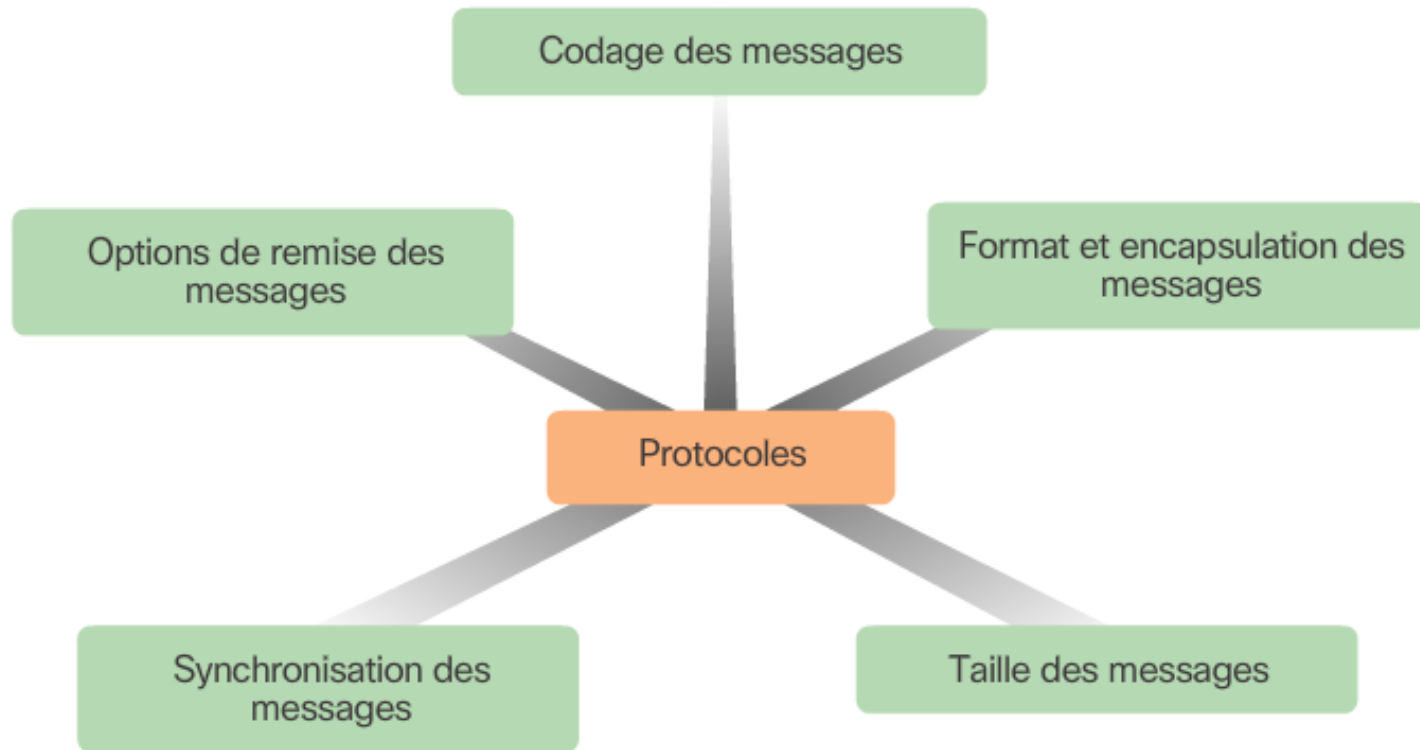 Codage des messages
Options de remise des
messages
Format et encapsulation des
messages
Protocoles
Synchronisation des
messages
Taille des messages